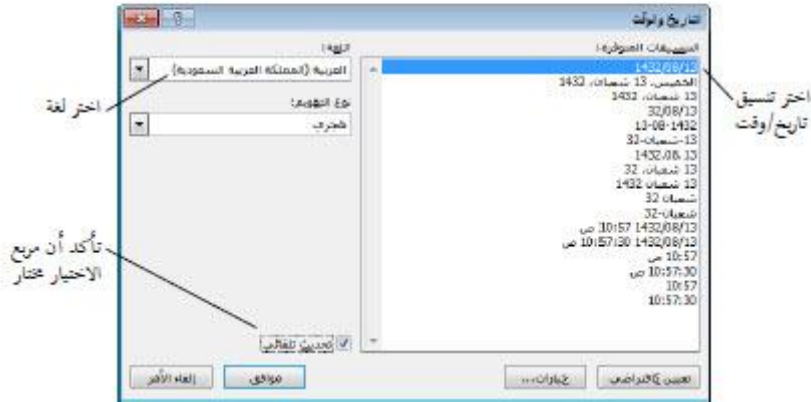 التاريخ والوقت
التنسيقات المتوفرة:
1432/08/13
الخميس، 13 شعبان، 1432
13 شعبان، 1432
32/08/13
13-08-1432
13-شعبان-32
1432.08.13
13 شعبان، 32
13 شعبان 1432
شعبان 32
شعبان-32
1432/08/13 10:57 ص
1432/08/13 10:57:30 ص
10:57 ص
10:57:30 ص
10:57
10:57:30
اللغة:
العربية (المملكة العربية السعودية)
نوع التقويم:
هجري
تحديث تلقائي
تعيين كافتراضي
خيارات...
موافق
إلغاء الأمر
اختر تنسيق
تاريخ/وقت
اختر لغة
تأكد أن مربع
الاختيار مختار